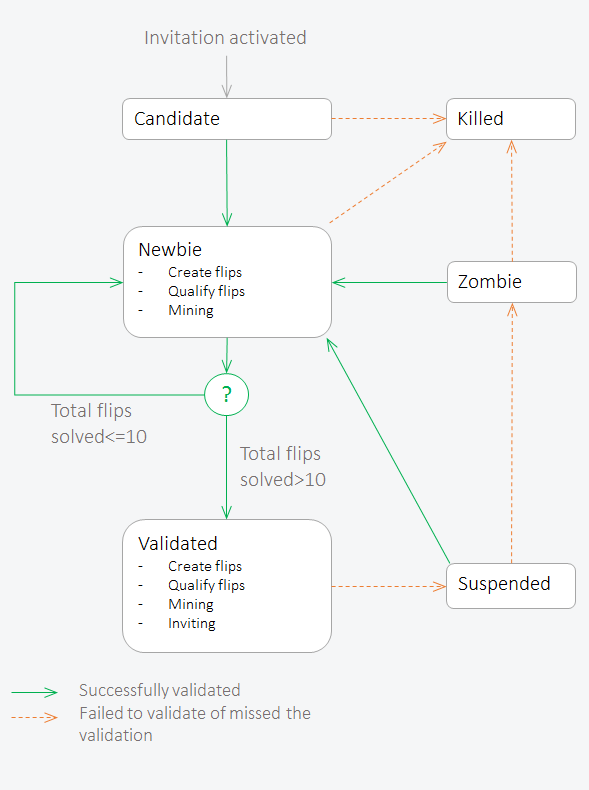 Invitation activated
Candidate
Killed
Newbie
- Create flips
- Qualify flips
- Mining
Zombie
?
Total flips
solved<=10
Total flips
solved>10
Validated
- Create flips
- Qualify flips
- Mining
- Inviting
Suspended
Successfully validated
Failed to validate of missed the
validation